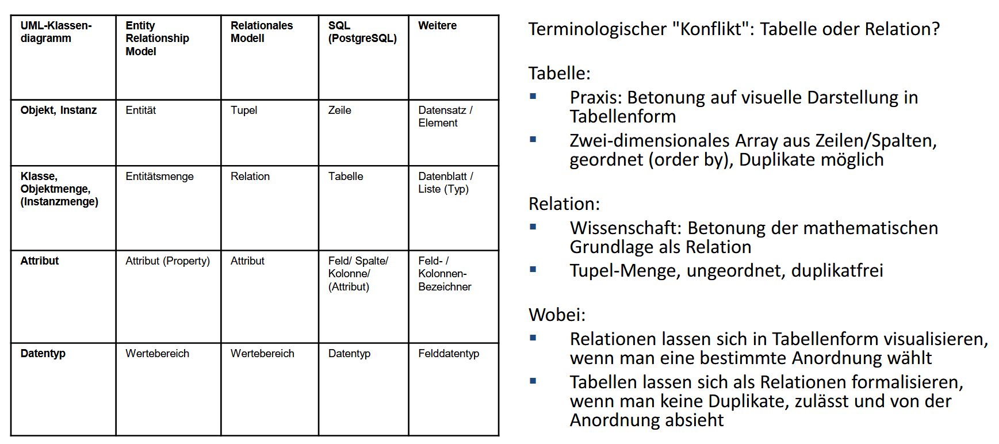 UML-Klassen-
diagramm
Entity
Relationship
Model
Relationales
Modell
SQL
(PostgreSQL)
Weitere
Objekt, Instanz
Entität
Tupel
Zeile
Datensatz /
Element
Klasse,
Objektmenge,
(Instanzmenge)
Entitätsmenge
Relation
Tabelle
Datenblatt /
Liste (Typ)
Attribut
Attribut (Property)
Attribut
Feld/ Spalte/
Kolonne/
(Attribut)
Feld- /
Kolonnen-
Bezeichner
Datentyp
Wertebereich
Wertebereich
Datentyp
Felddatentyp
Terminologischer "Konflikt": Tabelle oder Relation?
Tabelle:
▪ Praxis: Betonung auf visuelle Darstellung in
Tabellenform
▪ Zwei-dimensionales Array aus Zeilen/Spalten,
geordnet (order by), Duplikate möglich
Relation:
▪ Wissenschaft: Betonung der mathematischen
Grundlage als Relation
▪ Tupel-Menge, ungeordnet, duplikatfrei
Wobei:
▪ Relationen lassen sich in Tabellenform visualisieren,
wenn man eine bestimmte Anordnung wählt
▪ Tabellen lassen sich als Relationen formalisieren,
wenn man keine Duplikate, zulässt und von der
Anordnung absieht